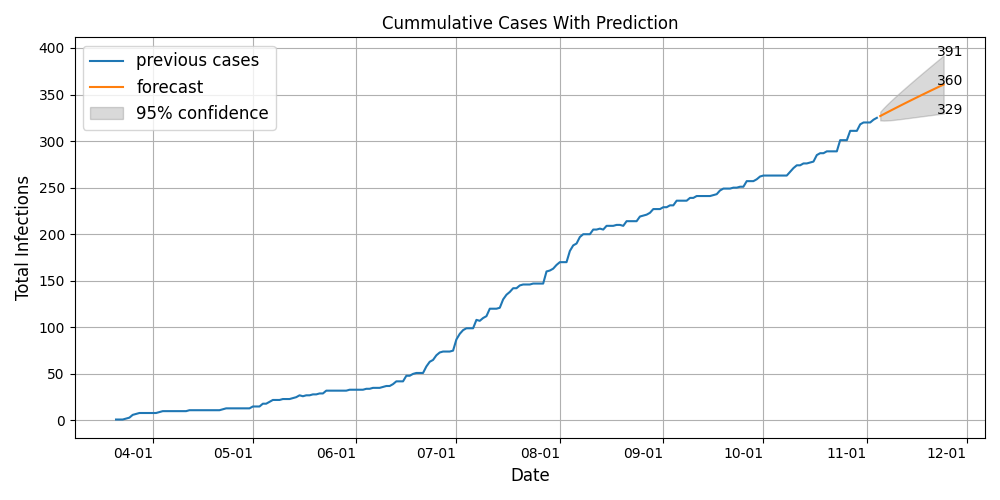 Cummulative Cases With Prediction
previous cases
forecast
95% confidence
391
360
329
Total Infections
400
350
300
250
200
150
100
50
0
04-01 05-01 06-01 07-01 08-01 09-01 10-01 11-01 12-01
Date